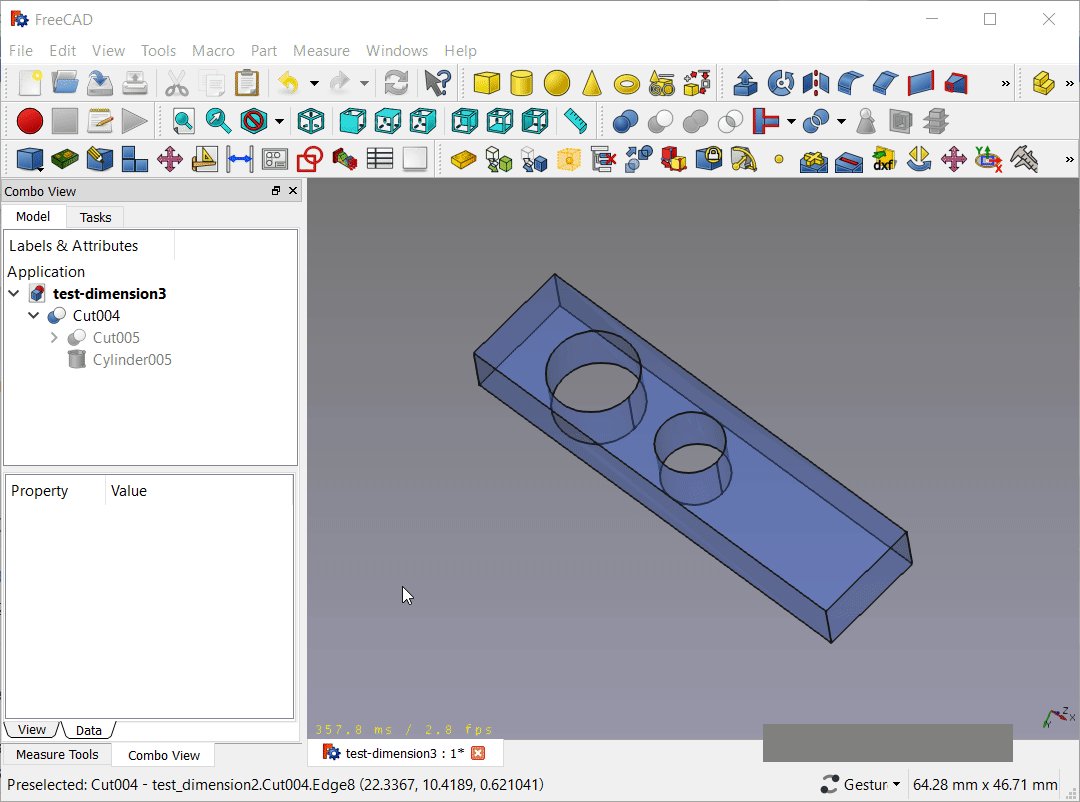 FreeCAD
File Edit View Tools Macro Part Measure Windows Help
» »
dxf »
Combo View
Model Tasks
Labels & Attributes
Application
test-dimension3
Cut004
Cut005
Cylinder005
Property Value
View Data
Measure Tools Combo View
357.8 ms / 2.8 fps
Z X Y
test-dimension3 : 1*
Preselected: Cut004 - test_dimension2.Cut004.Edge8 (22.3367, 10.4189, 0.621041)
Gestur 64.28 mm x 46.71 mm